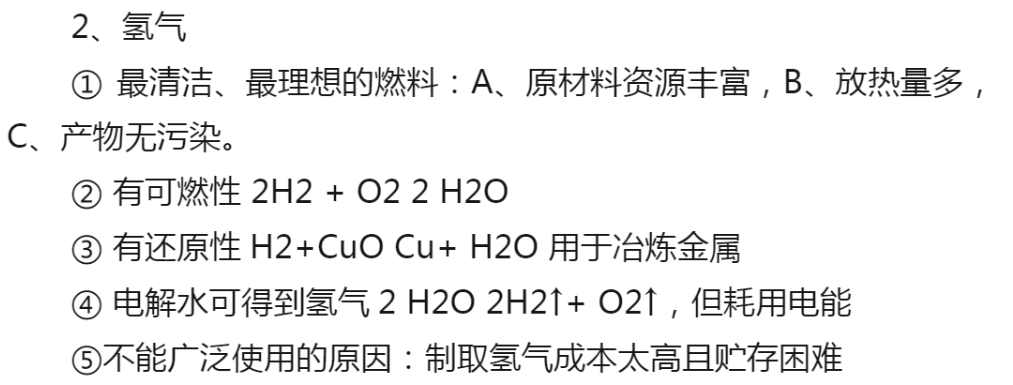 2、氢气
① 最清洁、最理想的燃料：A、原材料资源丰富，B、放热量多，
C、产物无污染。
② 有可燃性 2H2 + O2 2 H2O
③ 有还原性 H2+CuO Cu+ H2O 用于冶炼金属
④ 电解水可得到氢气 2 H2O 2H2↑+ O2↑，但耗用电能
⑤不能广泛使用的原因：制取氢气成本太高且贮存困难